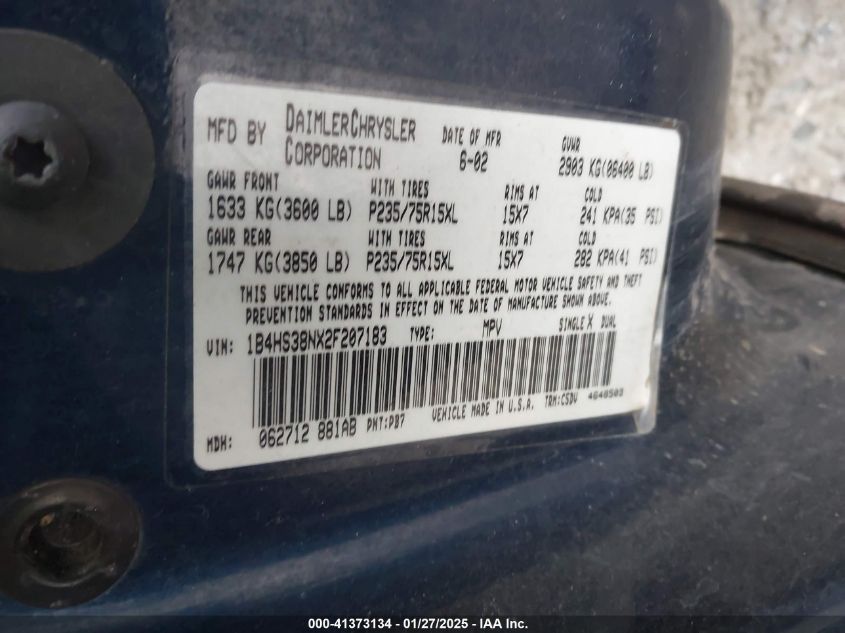 MFD BY DAIMLERCHRYSLER CORPORATION DATE OF MFR 6-02 GVWR 2903 KG(06400 LB)
GAWR FRONT WITH TIRES RIMS AT COLD
1633 KG(3600 LB) P235/75R15XL 15X7 241 KPA(35 PSI)
GAWR REAR WITH TIRES RIMS AT COLD
1747 KG(3850 LB) P235/75R15XL 15X7 282 KPA(41 PSI)
THIS VEHICLE CONFORMS TO ALL APPLICABLE FEDERAL MOTOR VEHICLE SAFETY AND THEFT
PREVENTION STANDARDS IN EFFECT ON THE DATE OF MANUFACTURE SHOWN ABOVE.
VIN: 1B4HS38NX2F207183 TYPE: MPV SINGLE X DUAL
MDH: 062712 881AB PNT:PB7 VEHICLE MADE IN U.S.A. TRM:C5DV 4648503
000-41373134 — 01/27/2025 — IAA Inc.